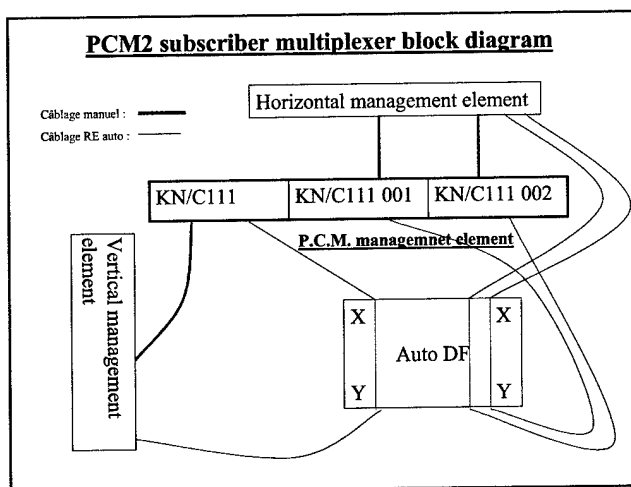 PCM2 subscriber multiplexer block diagram
Horizontal management element
Câblage manuel :
Câblage RE auto :
KN/C111
KN/C111 001
KN/C111 002
P.C.M. managemnet element
Vertical management
element
X
X
Auto DF
Y
Y